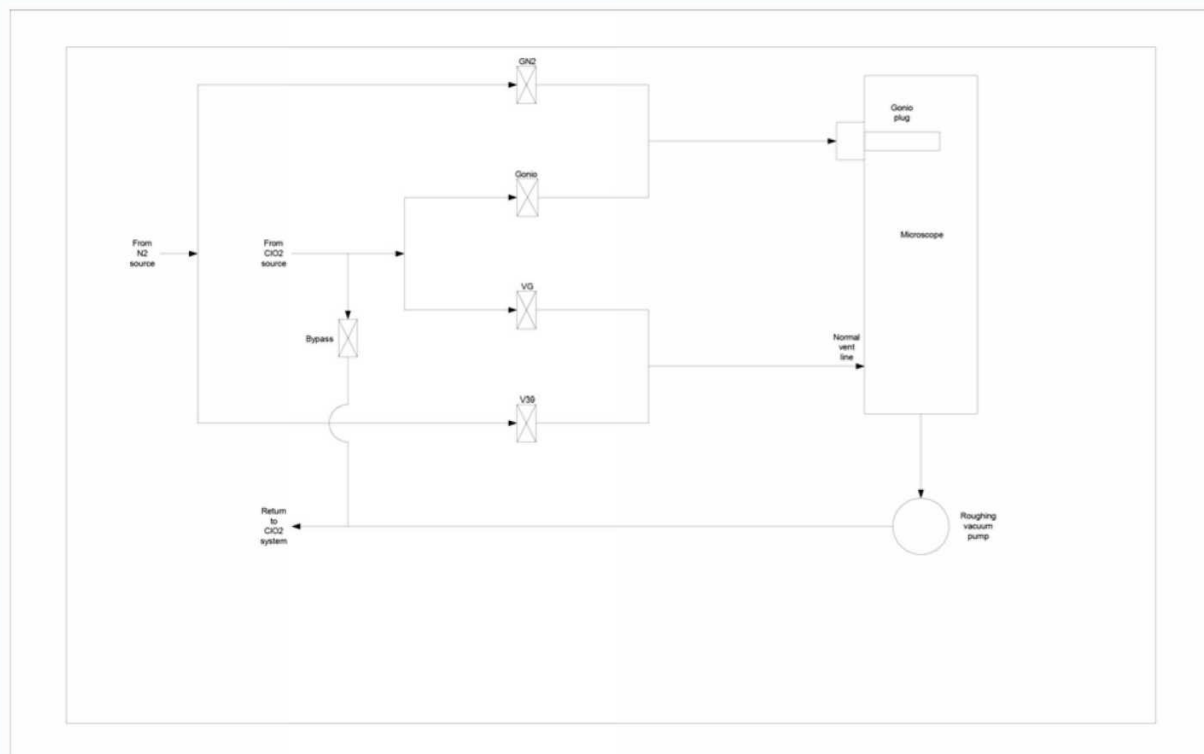 GN2
Gonio
plug
Gonio
Microscope
From
N2
source
From
ClO2
source
VG
Bypass
Normal
vent
line
V39
Return
to
ClO2
system
Roughing
vacuum
pump